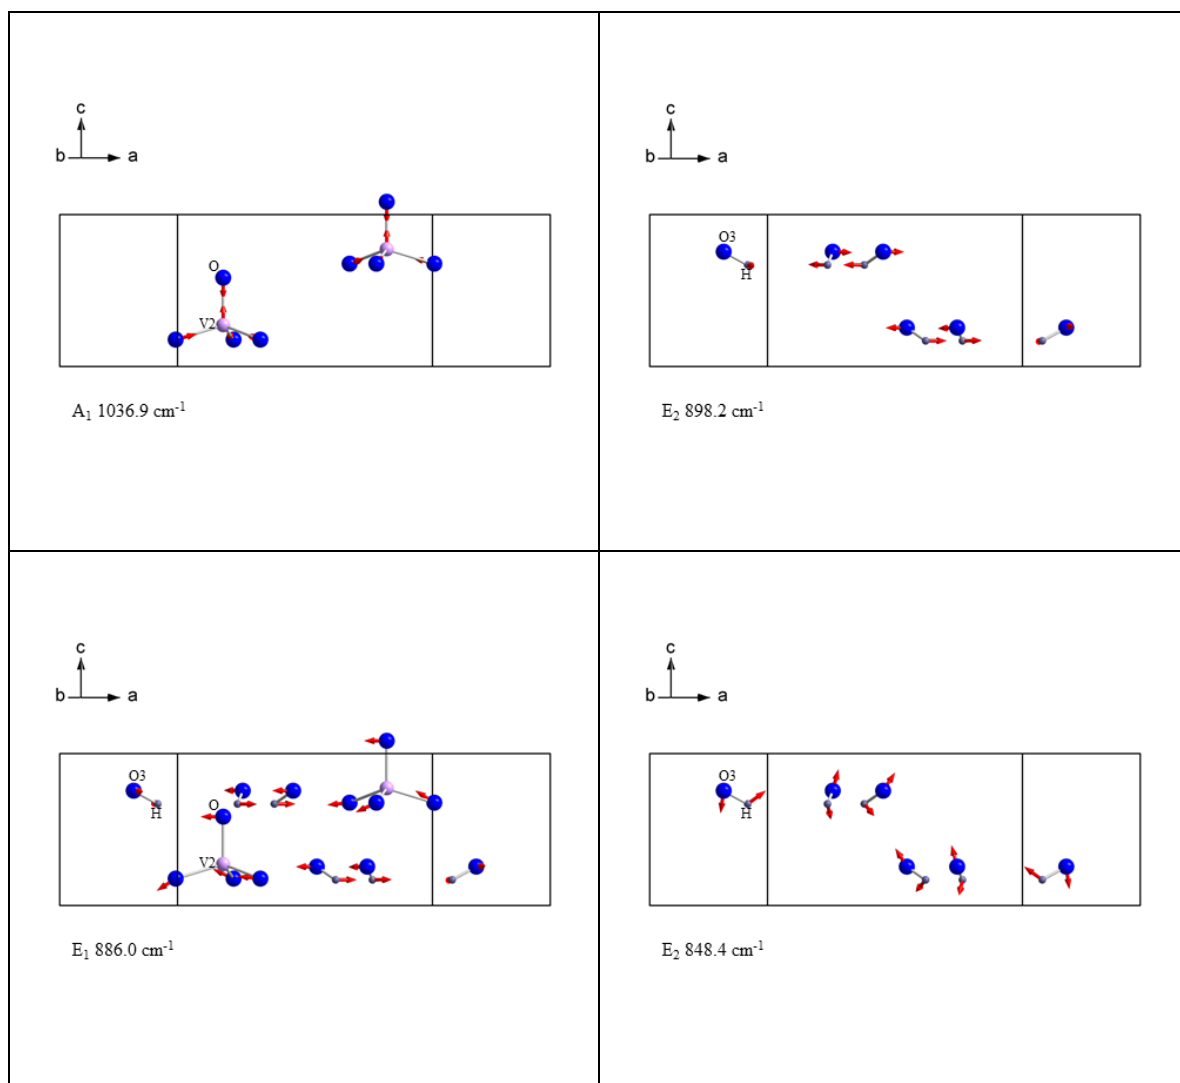 c
b a
O
V2
A₁ 1036.9 cm⁻¹
c
b a
O3
H
E₂ 898.2 cm⁻¹
c
b a
O3
H
O
V2
E₁ 886.0 cm⁻¹
c
b a
O3
H
E₂ 848.4 cm⁻¹